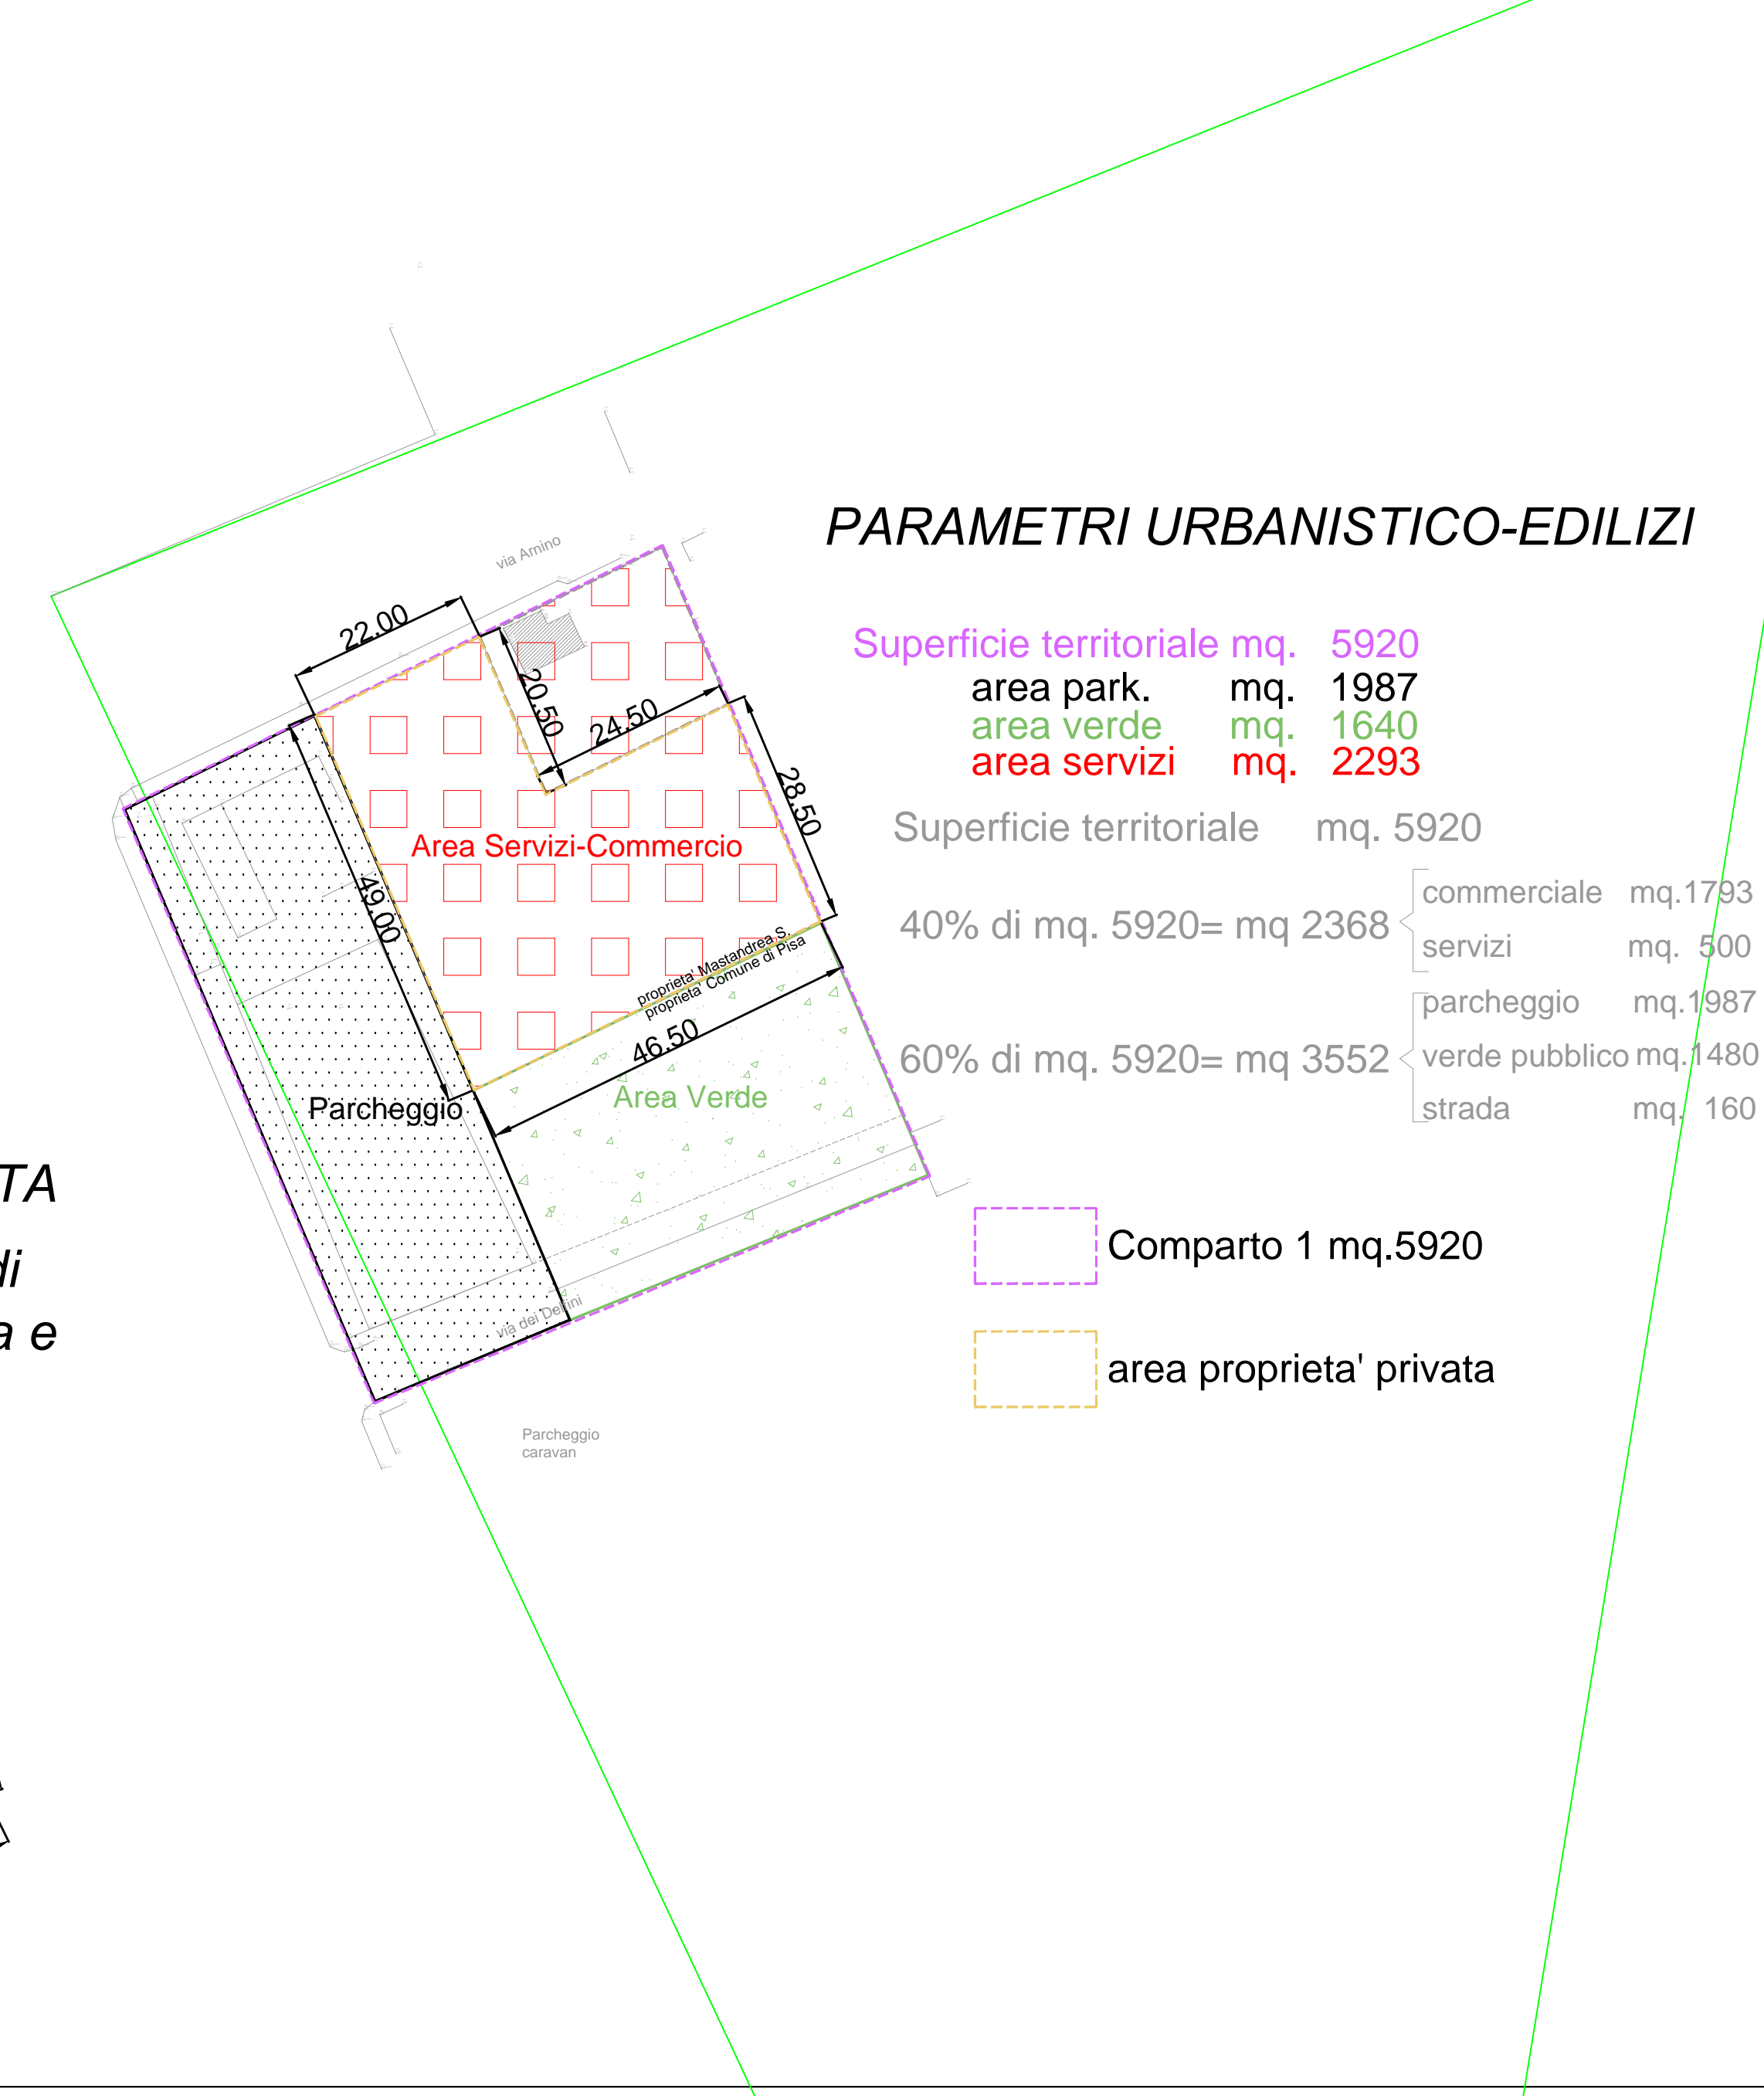 PARAMETRI URBANISTICO-EDILIZI
Superficie territoriale mq. 5920
area park. mq. 1987
area verde mq. 1640
area servizi mq. 2293
Superficie territoriale mq. 5920
40% di mq. 5920= mq 2368
commerciale mq.1793
servizi mq. 500
60% di mq. 5920= mq 3552
parcheggio mq.1987
verde pubblico mq.1480
strada mq. 160
Comparto 1 mq.5920
area proprieta' privata
via Arnino
22.00
20.50
24.50
28.50
Area Servizi-Commercio
49.00
proprieta' Mastandrea S.
proprieta' Comune di Pisa
46.50
Area Verde
Parcheggio
via dei Delfini
Parcheggio
caravan
TA
di
a e